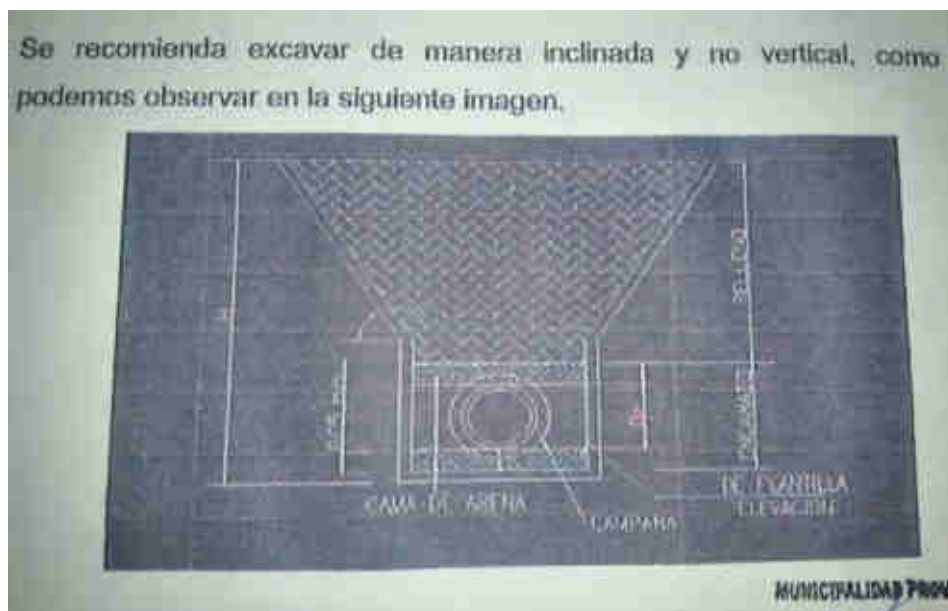 Se recomienda excavar de manera inclinada y no vertical, como
podemos observar en la siguiente imagen.
H
RELLENO
CAMA DE ARENA
CAMPANA
DE PLANTILLA
ELEVACION
MUNICIPALIDAD